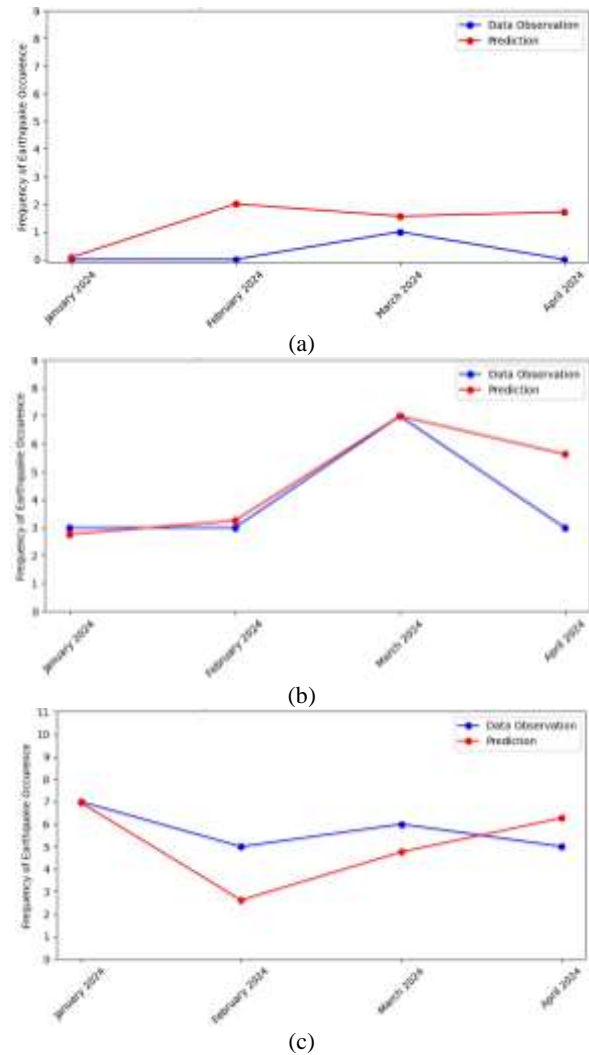 Frequency of Earthquake Occurence
9
8
7
6
5
4
3
2
1
0
Data Observation
Prediction
January 2024
February 2024
March 2024
April 2024
(a)
Frequency of Earthquake Occurence
9
8
7
6
5
4
3
2
1
0
Data Observation
Prediction
January 2024
February 2024
March 2024
April 2024
(b)
Frequency of Earthquake Occurence
11
10
9
8
7
6
5
4
3
2
1
0
Data Observation
Prediction
January 2024
February 2024
March 2024
April 2024
(c)